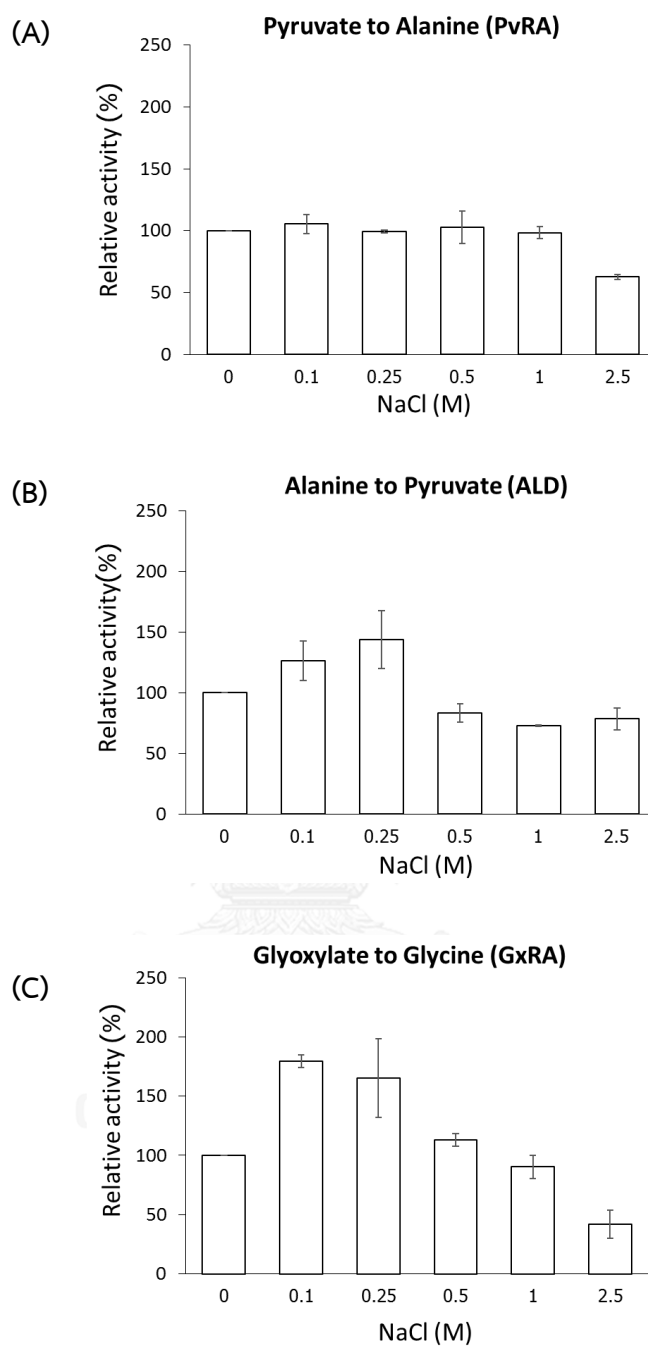 (A)
Pyruvate to Alanine (PvRA)
Relative activity (%)
250
200
150
100
50
0
0 0.1 0.25 0.5 1 2.5
NaCl (M)
(B)
Alanine to Pyruvate (ALD)
Relative activity(%)
250
200
150
100
50
0
0 0.1 0.25 0.5 1 2.5
NaCl (M)
(C)
Glyoxylate to Glycine (GxRA)
Relative activity (%)
250
200
150
100
50
0
0 0.1 0.25 0.5 1 2.5
NaCl (M)